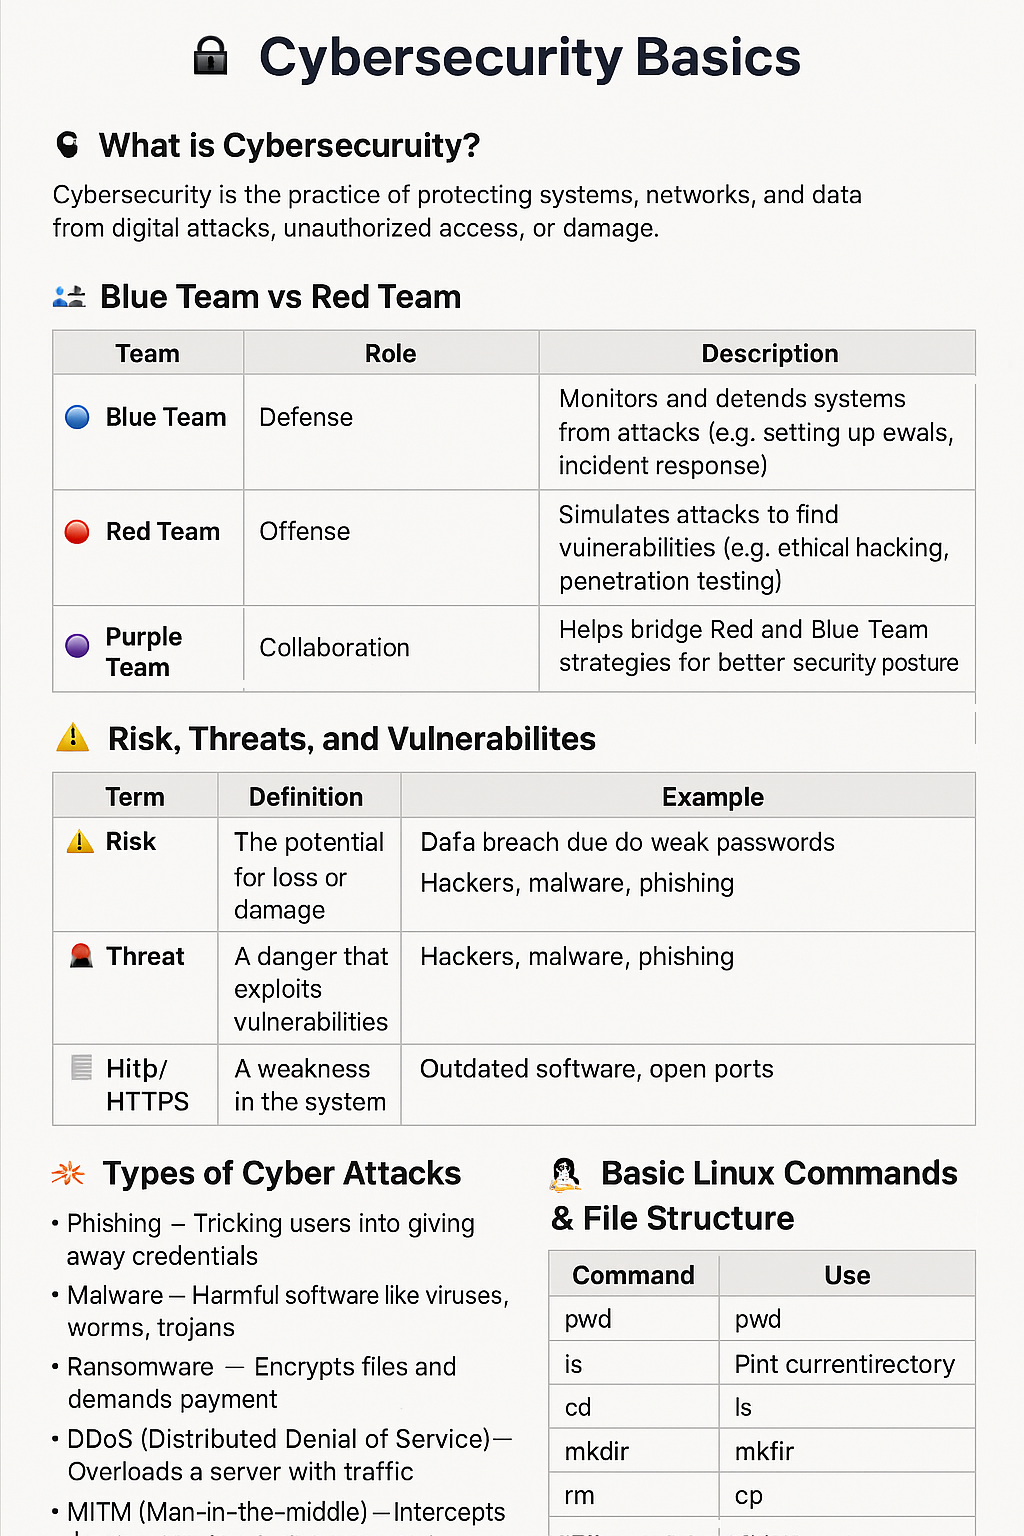 Cybersecurity Basics
What is Cybersecuruity?
Cybersecurity is the practice of protecting systems, networks, and data
from digital attacks, unauthorized access, or damage.
Blue Team vs Red Team
Team Role Description
Blue Team Defense Monitors and detends systems
from attacks (e.g. setting up ewals,
incident response)
Red Team Offense Simulates attacks to find
vuinerabilities (e.g. ethical hacking,
penetration testing)
Purple
Team Collaboration Helps bridge Red and Blue Team
strategies for better security posture
Risk, Threats, and Vulnerabilites
Term Definition Example
Risk The potential Dafa breach due do weak passwords
for loss or Hackers, malware, phishing
damage
Threat A danger that Hackers, malware, phishing
exploits
vulnerabilities
Hitþ/ A weakness Outdated software, open ports
HTTPS in the system
Types of Cyber Attacks
• Phishing – Tricking users into giving
away credentials
• Malware — Harmful software like viruses,
worms, trojans
• Ransomware — Encrypts files and
demands payment
• DDoS (Distributed Denial of Service)—
Overloads a server with traffic
• MITM (Man-in-the-middle) — Intercepts
Basic Linux Commands
& File Structure
Command Use
pwd pwd
is Pint currentirectory
cd ls
mkdir mkfir
rm cp